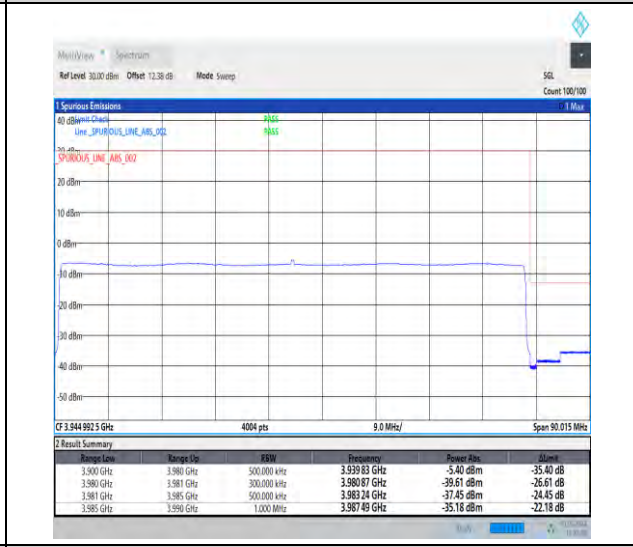 MultiView Spectrum
Ref Level 30.00 dBm Offset 12.38 dB Mode Sweep SGL
Count 100/100
1 Spurious Emissions 1 Max
40 dBm Limit Check PASS
Line _SPURIOUS_LINE_ABS_002 PASS
_SPURIOUS_LINE_ABS_002
20 dBm
10 dBm
0 dBm
-10 dBm
-20 dBm
-30 dBm
-40 dBm
-50 dBm
CF 3.944 992 5 GHz 4004 pts 9.0 MHz/ Span 90.015 MHz
2 Result Summary
Range Low Range Up RBW Frequency Power Abs ΔLimit
3.900 GHz 3.980 GHz 500.000 kHz 3.939 83 GHz -5.40 dBm -35.40 dB
3.980 GHz 3.981 GHz 300.000 kHz 3.980 87 GHz -39.61 dBm -26.61 dB
3.981 GHz 3.985 GHz 500.000 kHz 3.983 24 GHz -37.45 dBm -24.45 dB
3.985 GHz 3.990 GHz 1.000 MHz 3.987 49 GHz -35.18 dBm -22.18 dB